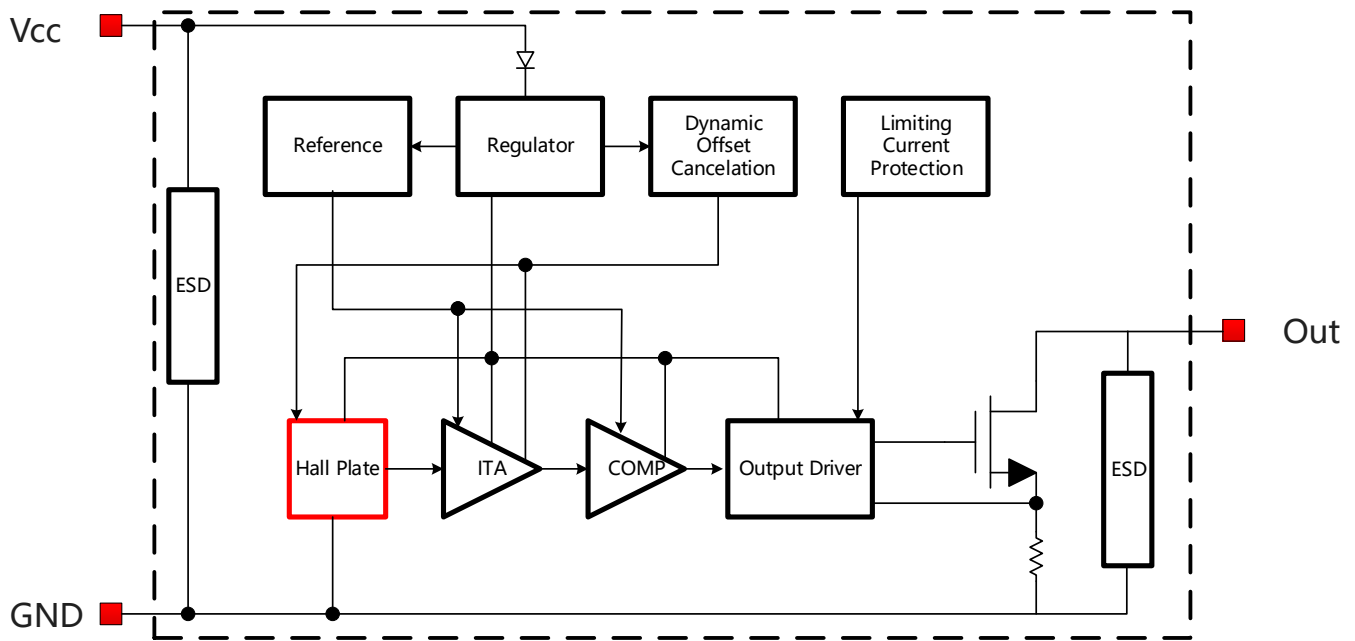 Vcc
Reference
Regulator
Dynamic
Offset
Cancelation
Limiting
Current
Protection
ESD
Out
Hall Plate
ITA
COMP
Output Driver
ESD
GND